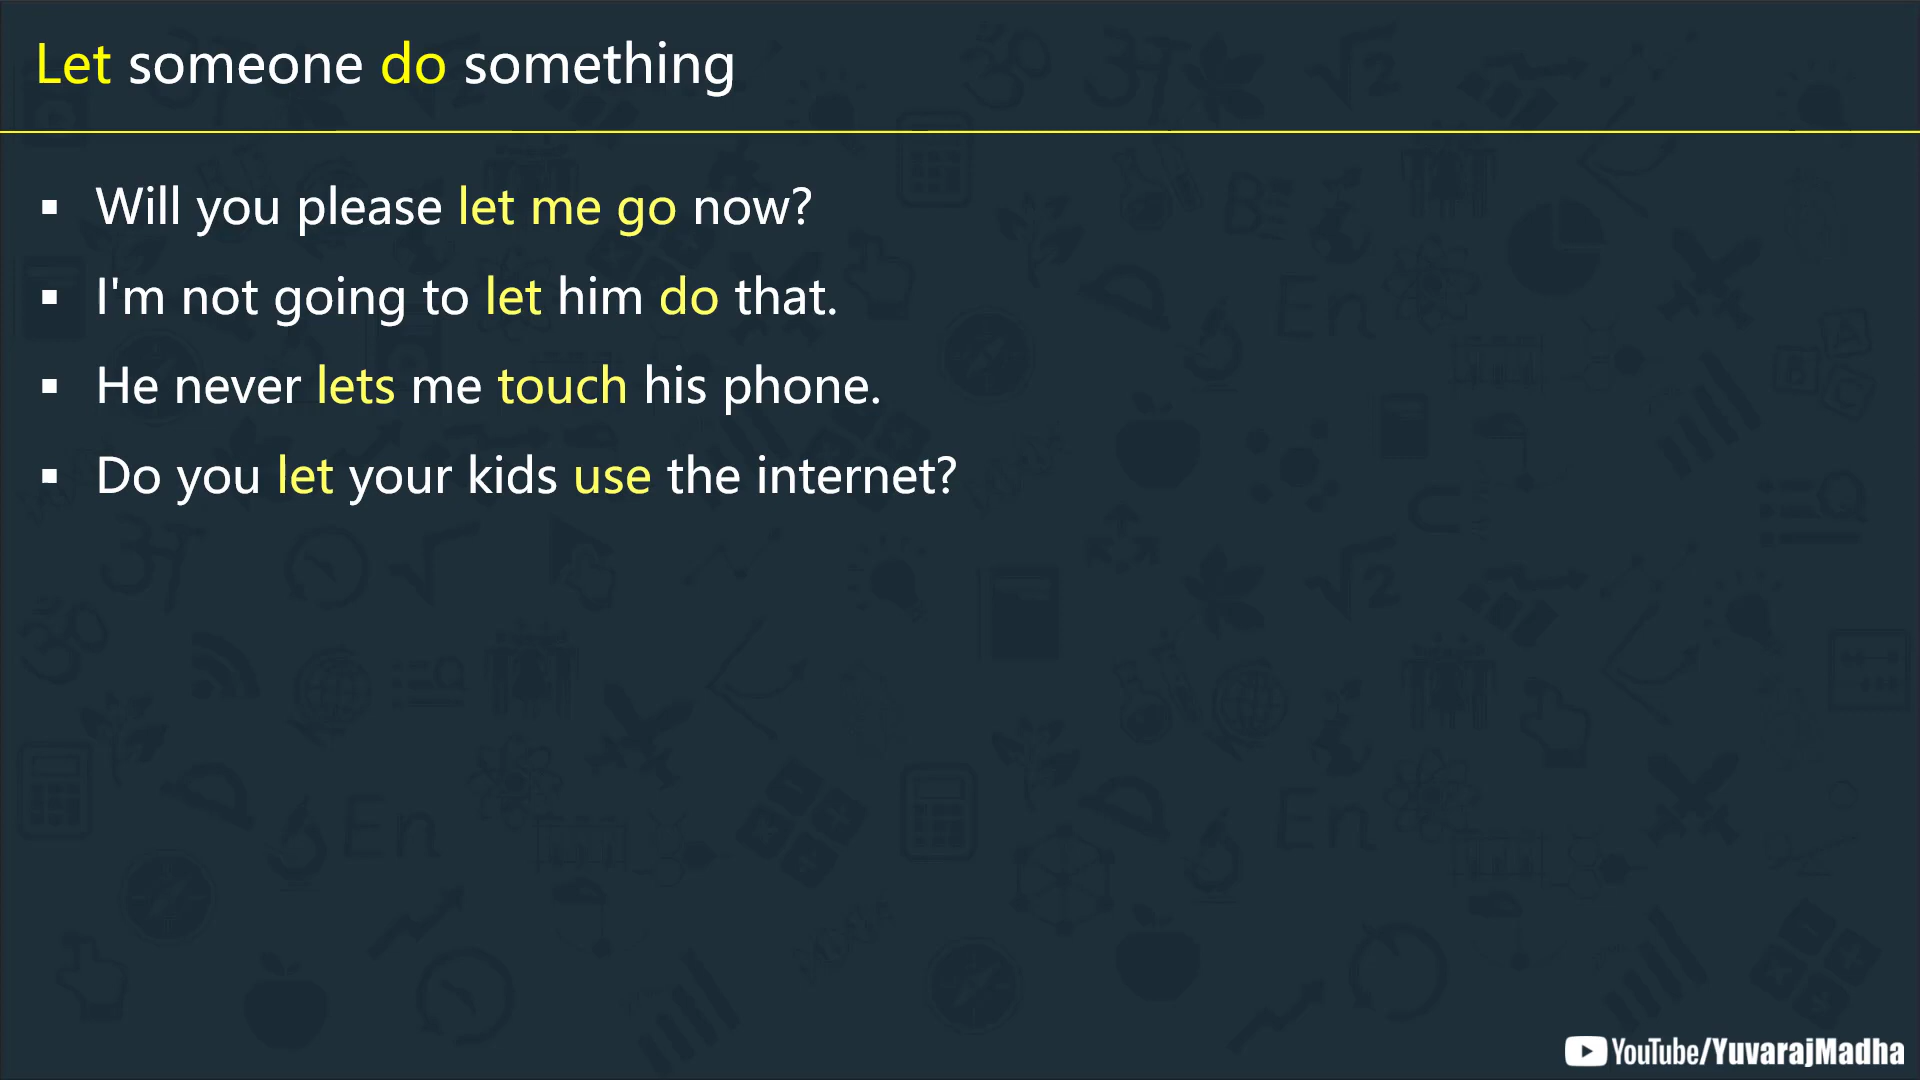 Let someone do something
▪ Will you please let me go now?
▪ I'm not going to let him do that.
▪ He never lets me touch his phone.
▪ Do you let your kids use the internet?
YouTube/YuvarajMadha